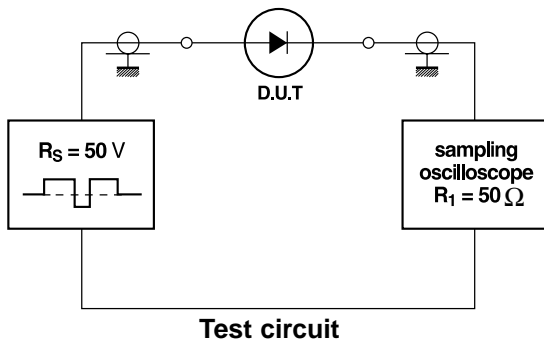 D.U.T
R_S = 50 V
sampling
oscilloscope
R_1 = 50 Ω
Test circuit